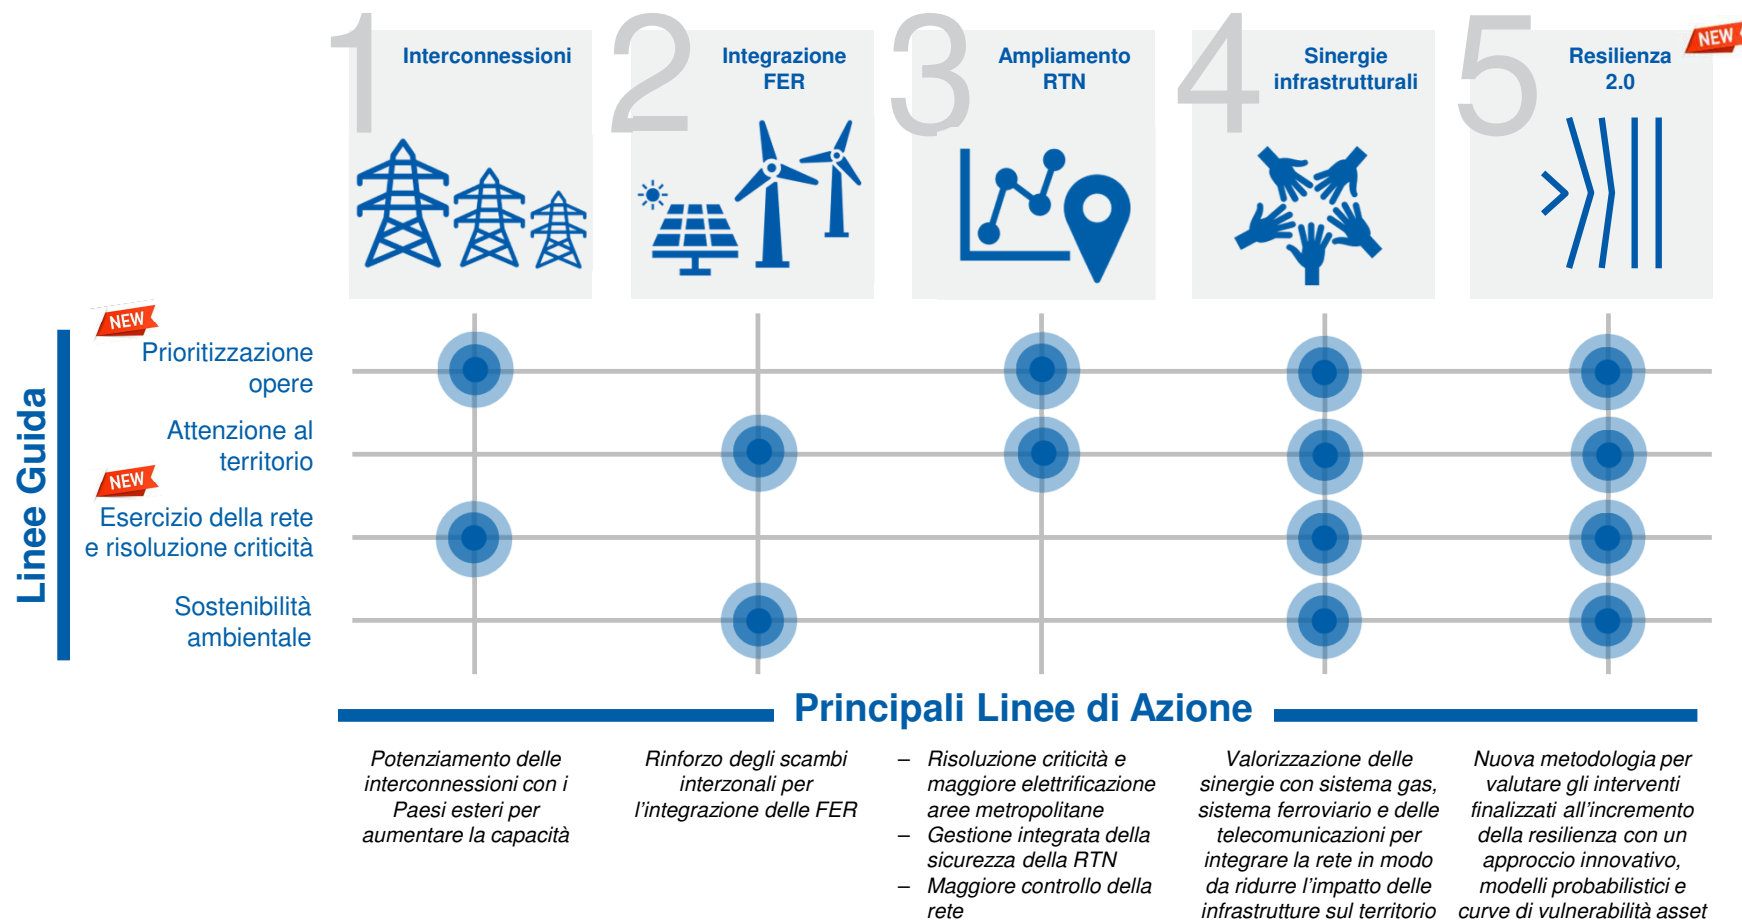 1
Interconnessioni
2
Integrazione
FER
3
Ampliamento
RTN
4
Sinergie
infrastrutturali
5
Resilienza
2.0
NEW
Linee Guida
NEW
Prioritizzazione
opere
Attenzione al
territorio
NEW
Esercizio della rete
e risoluzione criticità
Sostenibilità
ambientale
Principali Linee di Azione
Potenziamento delle
interconnessioni con i
Paesi esteri per
aumentare la capacità
Rinforzo degli scambi
interzonali per
l'integrazione delle FER
– Risoluzione criticità e
maggiore elettrificazione
aree metropolitane
– Gestione integrata della
sicurezza della RTN
– Maggiore controllo della
rete
Valorizzazione delle
sinergie con sistema gas,
sistema ferroviario e delle
telecomunicazioni per
integrare la rete in modo
da ridurre l'impatto delle
infrastrutture sul territorio
Nuova metodologia per
valutare gli interventi
finalizzati all'incremento
della resilienza con un
approccio innovativo,
modelli probabilistici e
curve di vulnerabilità asset